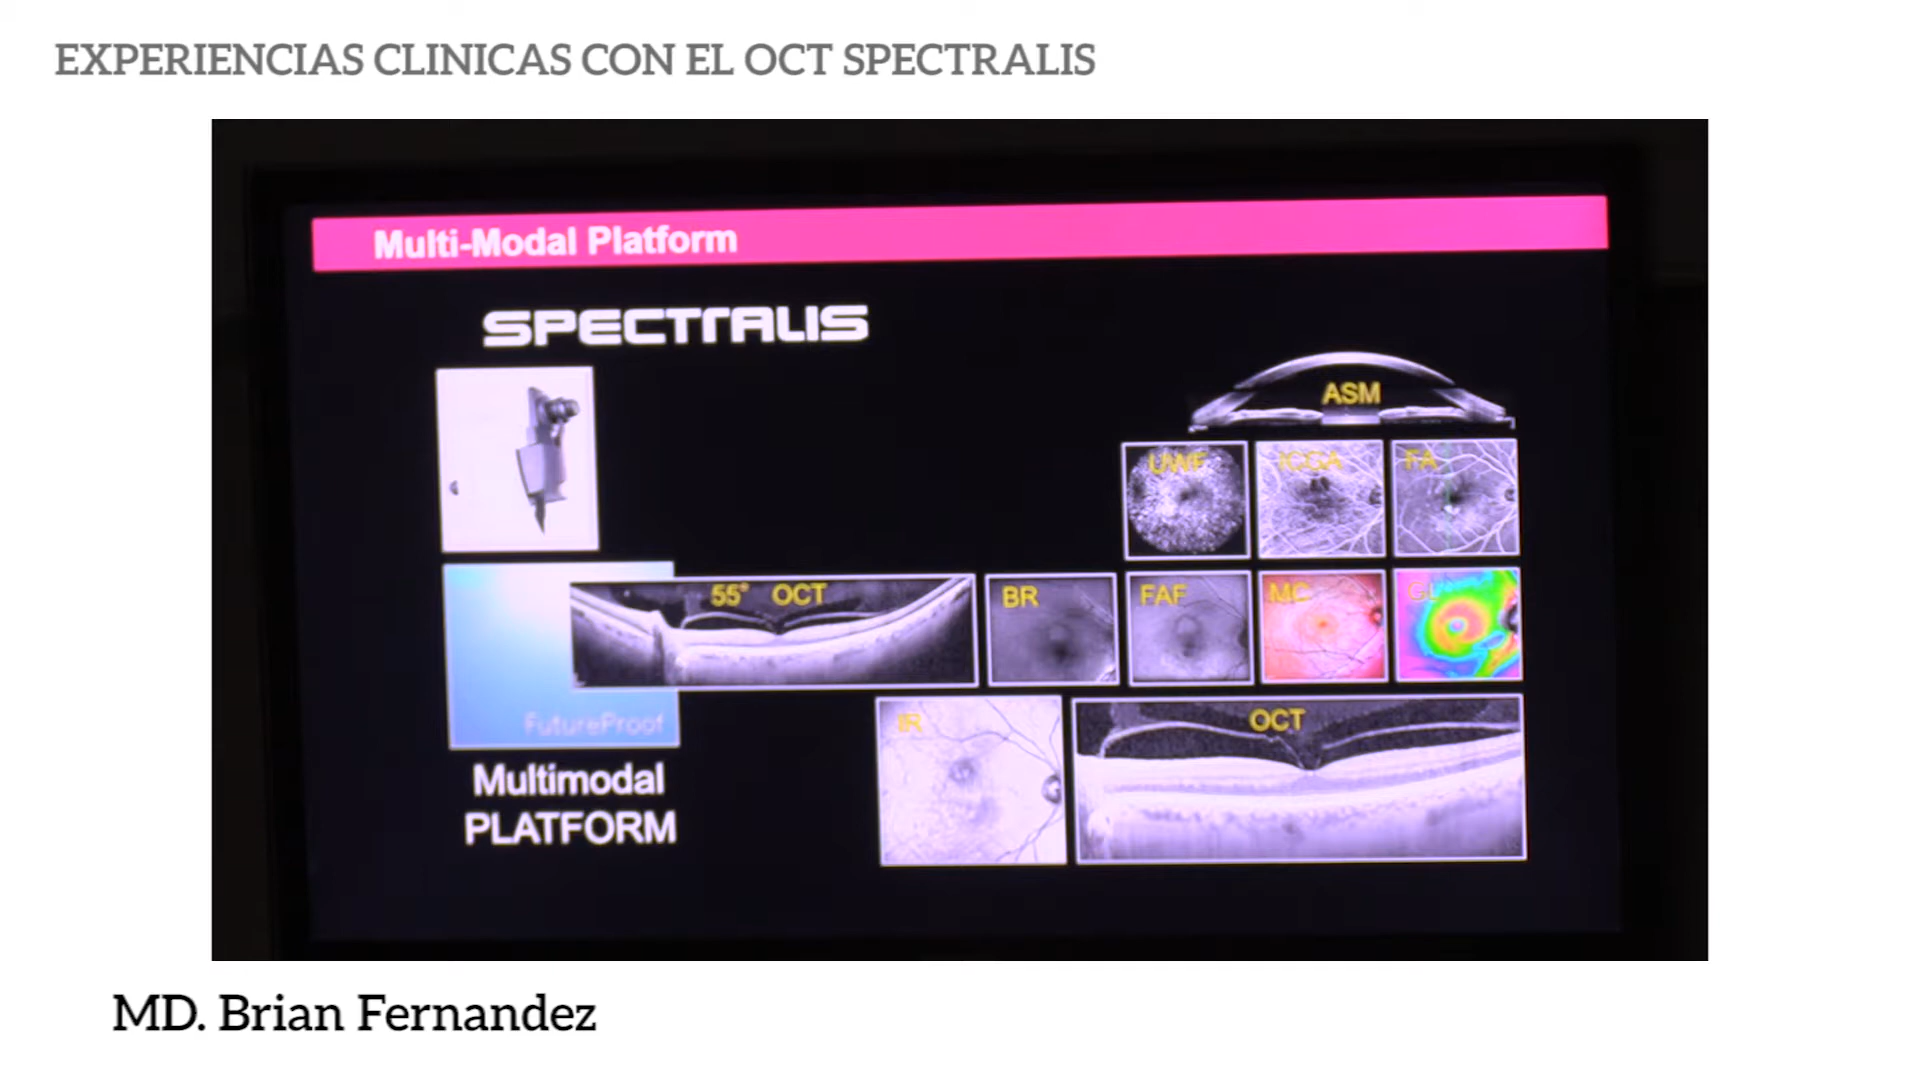 EXPERIENCIAS CLINICAS CON EL OCT SPECTRALIS
Multi-Modal Platform
SPECTRALIS
ASM
UWF ICGA FA
55° OCT BR FAF MC GL
FutureProof
IR OCT
Multimodal
PLATFORM
MD. Brian Fernandez